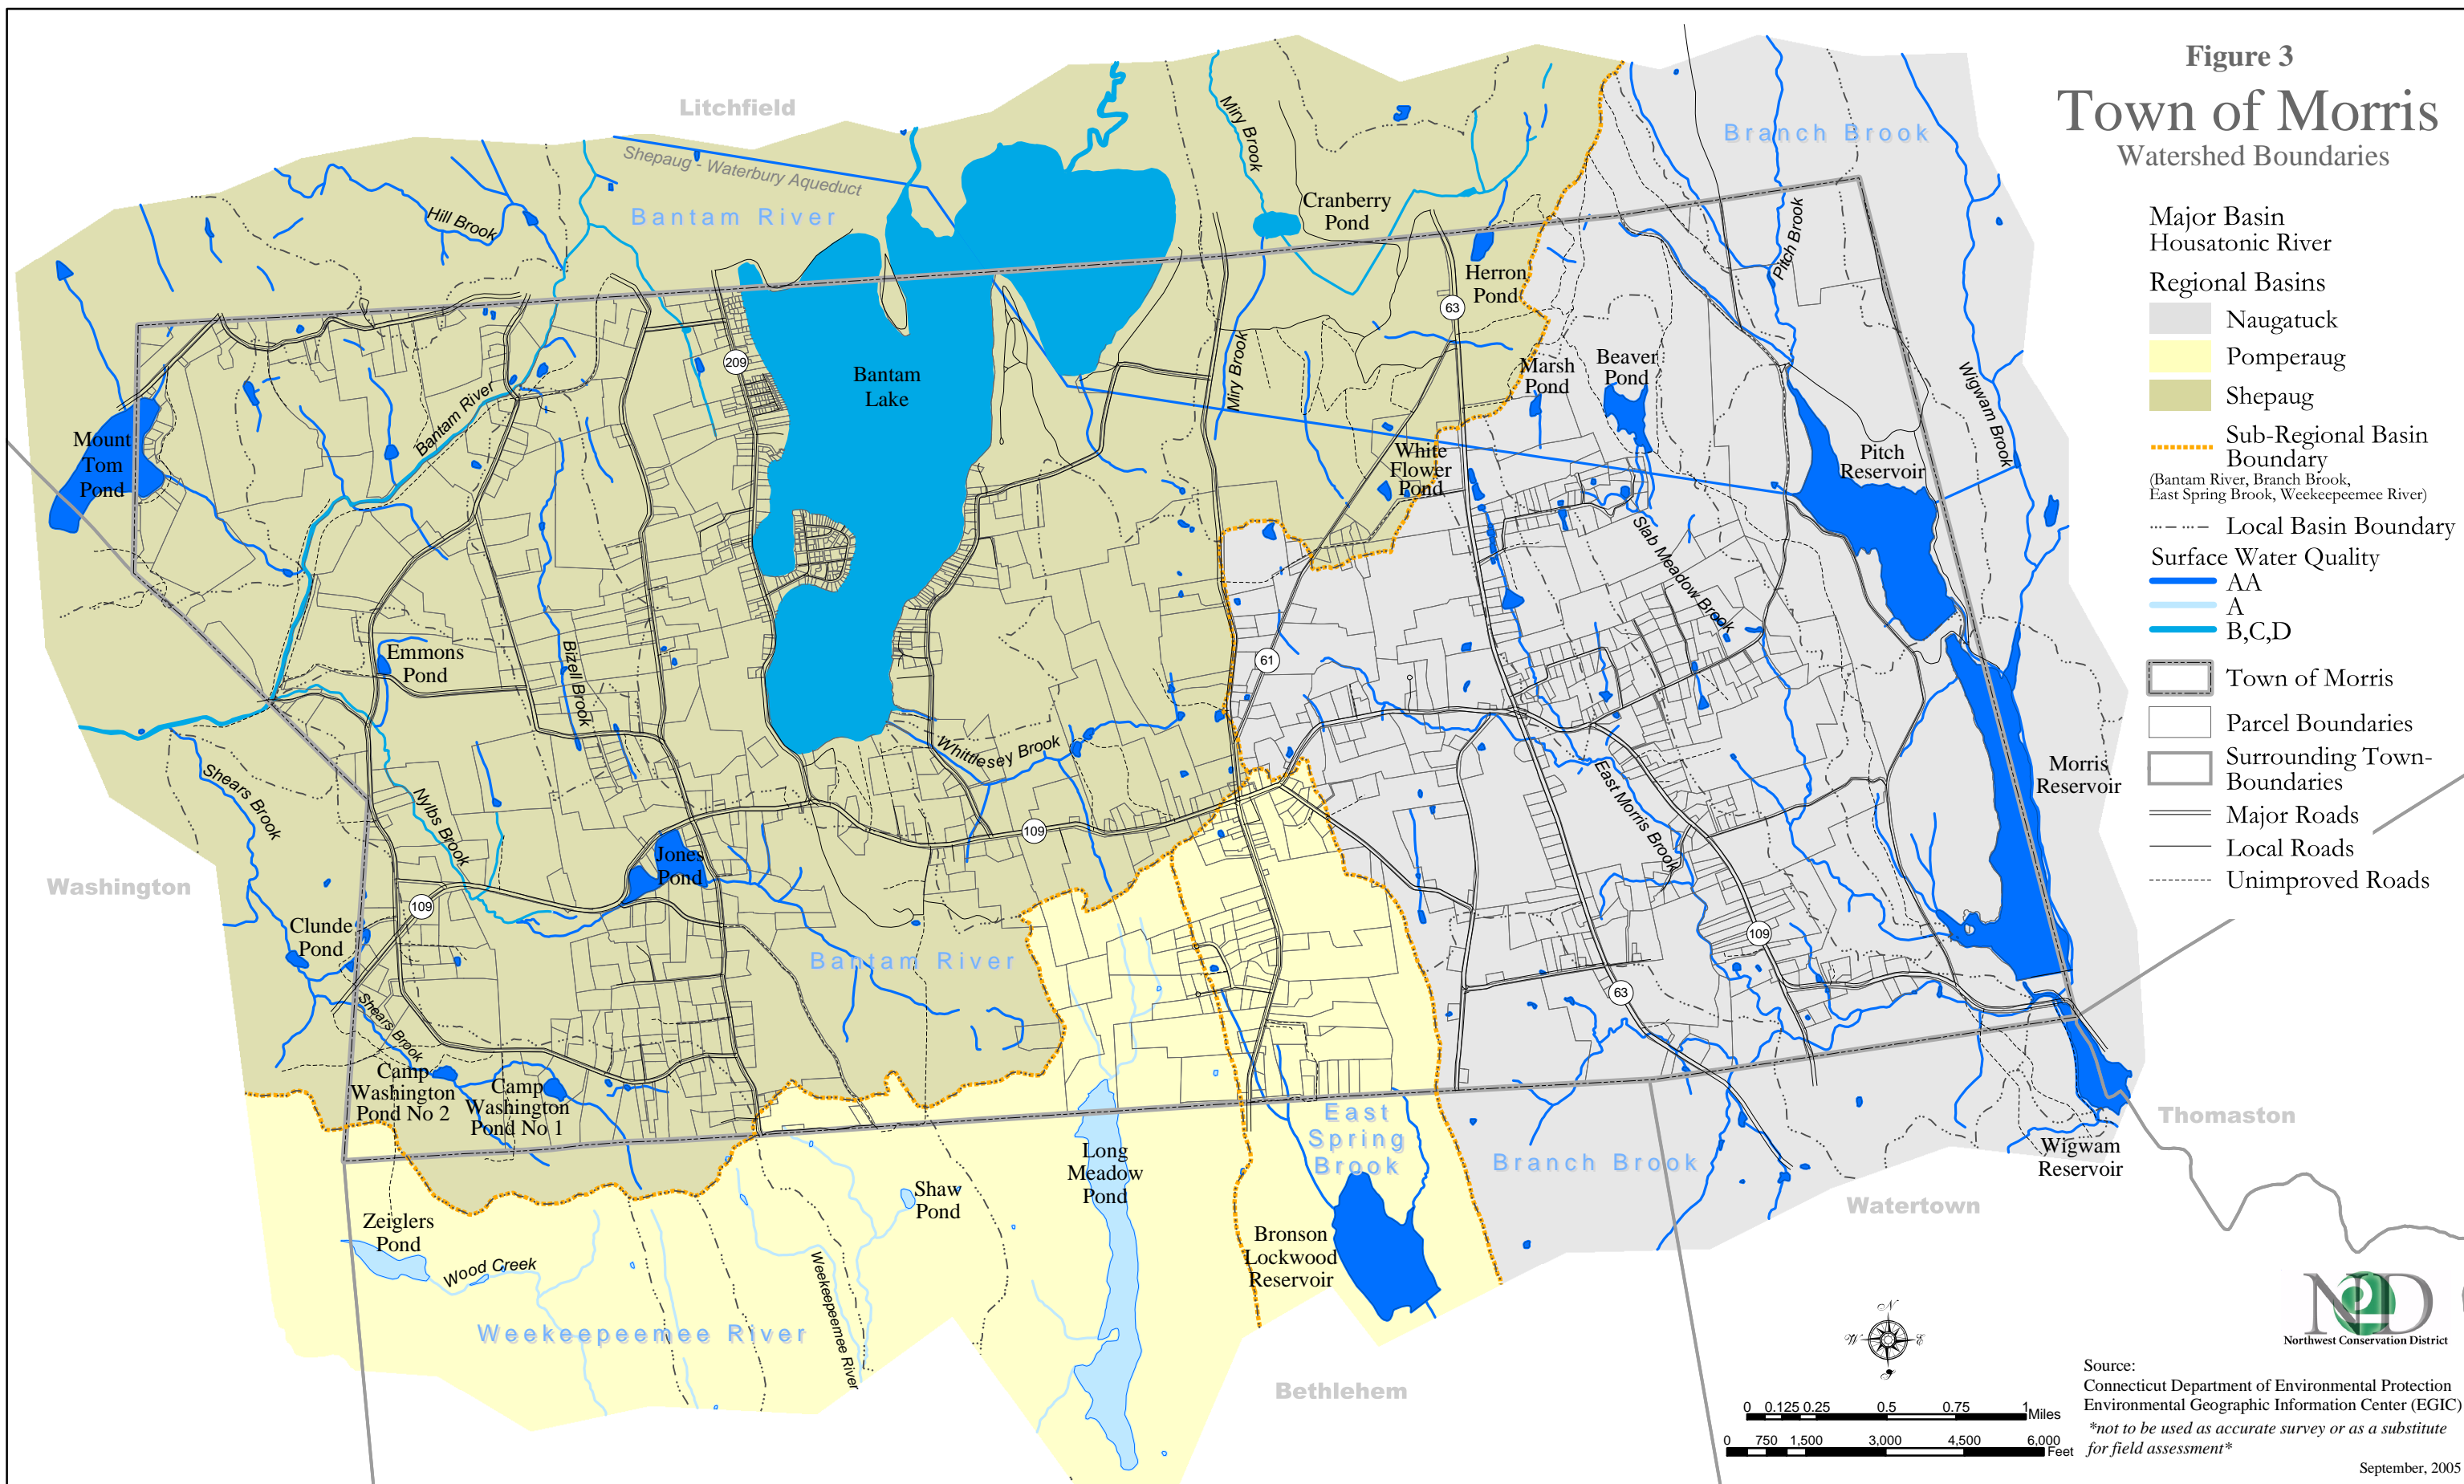 Figure 3
Town of Morris
Watershed Boundaries
Major Basin
Housatonic River
Regional Basins
Naugatuck
Pomperaug
Shepaug
Sub-Regional Basin
Boundary
(Bantam River, Branch Brook,
East Spring Brook, Weekeepeemee River)
Local Basin Boundary
Surface Water Quality
AA
A
B,C,D
Town of Morris
Parcel Boundaries
Surrounding Town-
Boundaries
Major Roads
Local Roads
Unimproved Roads
Litchfield
Shepaug - Waterbury Aqueduct
Bantam River
Hill Brook
Miry Brook
Cranberry
Pond
Branch Brook
Pitch Brook
Herron
Pond
63
209
Bantam
Lake
Miry Brook
Marsh
Pond
Beaver
Pond
Wigwam Brook
Mount
Tom
Pond
Bantam River
White
Flower
Pond
Pitch
Reservoir
Slab Meadow Brook
Emmons
Pond
Bizell Brook
61
Whittlesey Brook
Shears Brook
Nylbs Brook
109
East Morris Brook
Morris
Reservoir
Jones
Pond
Washington
109
Clunde
Pond
Bantam River
109
63
Shears Brook
Camp
Washington
Pond No 2
Camp
Washington
Pond No 1
East
Spring
Brook
Branch Brook
Thomaston
Wigwam
Reservoir
Long
Meadow
Pond
Shaw
Pond
Watertown
Zeiglers
Pond
Wood Creek
Bronson
Lockwood
Reservoir
Weekeepeemee River
Weekeepeemee River
Bethlehem
N
W E
S
0 0.125 0.25 0.5 0.75 1
Miles
0 750 1,500 3,000 4,500 6,000
Feet
Northwest Conservation District
Source:
Connecticut Department of Environmental Protection
Environmental Geographic Information Center (EGIC)
*not to be used as accurate survey or as a substitute
for field assessment*
September, 2005